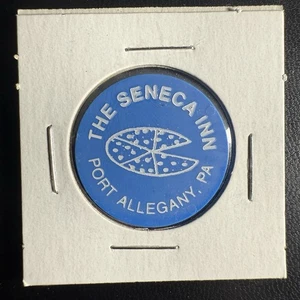 THE SENECA INN
PORT ALLEGANY, PA